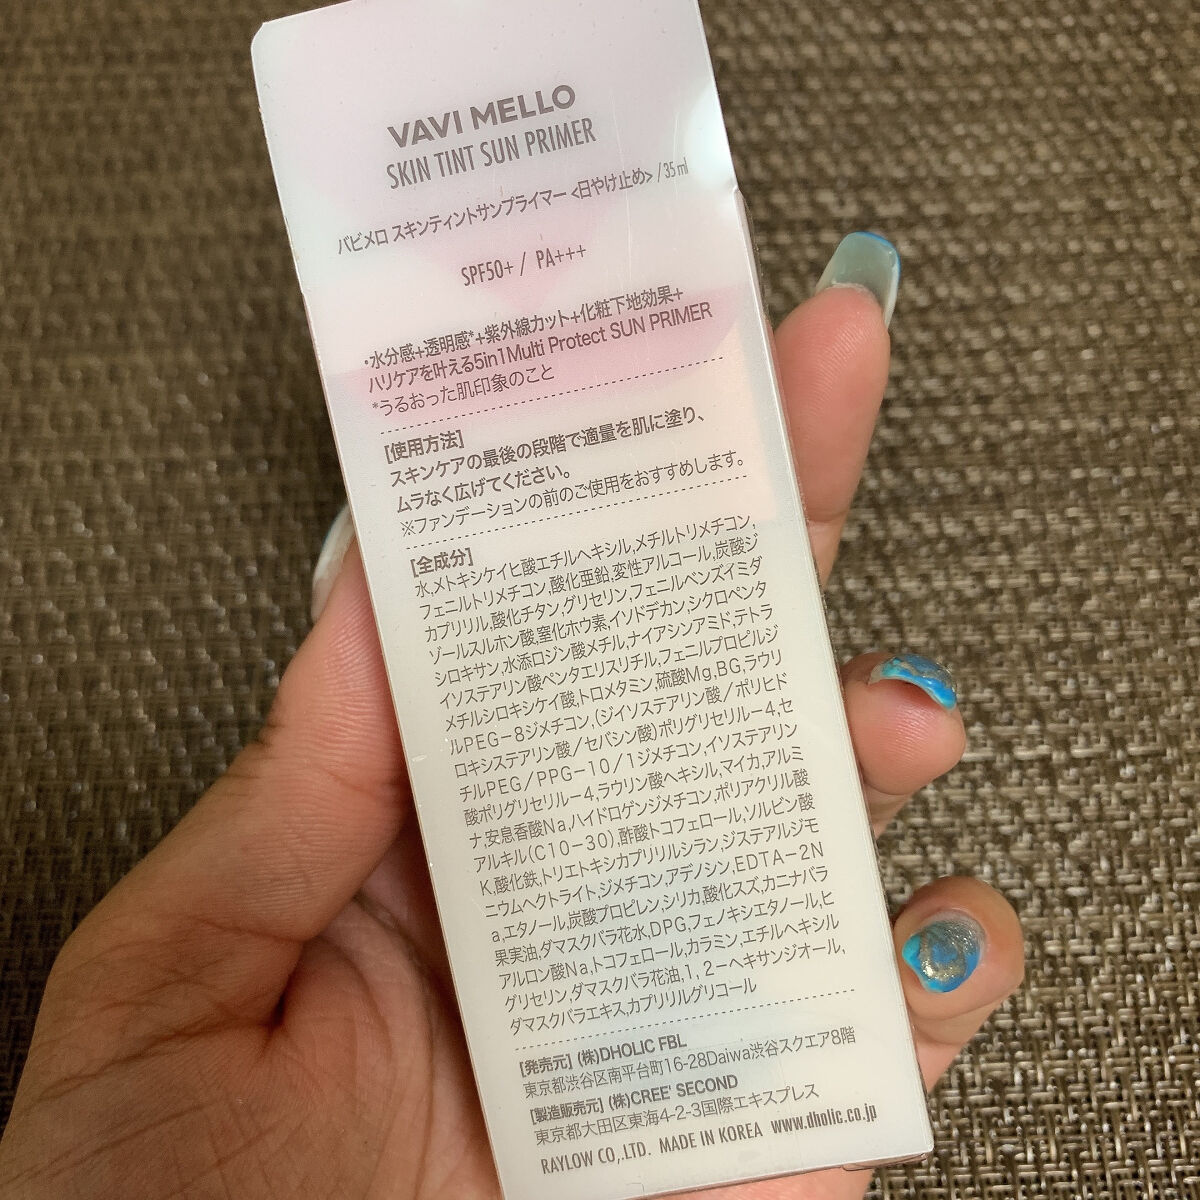 VAVI MELLO
SKIN TINT SUN PRIMER
バビメロ スキンティントサンプライマー <日やけ止め> / 35㎖
SPF50+ / PA+++
・水分感+透明感*+紫外線カット+化粧下地効果+
ハリケアを叶える5in1Multi Protect SUN PRIMER
*うるおった肌印象のこと
[使用方法]
スキンケアの最後の段階で適量を肌に塗り、
ムラなく広げてください。
※ファンデーションの前のご使用をおすすめします。
[全成分]
水,メトキシケイヒ酸エチルヘキシル,メチルトリメチコン,
フェニルトリメチコン,酸化亜鉛,変性アルコール,炭酸ジ
カプリリル,酸化チタン,グリセリン,フェニルベンズイミダ
ゾールスルホン酸,窒化ホウ素,イソドデカン,シクロペンタ
シロキサン,水添ロジン酸メチル,ナイアシンアミド,テトラ
イソステアリン酸ペンタエリスリチル,フェニルプロピルジ
メチルシロキシケイ酸,トロメタミン,硫酸Mg,BG,ラウリ
ルPEG-8ジメチコン,(ジイソステアリン酸/ポリヒド
ロキシステアリン酸/セバシン酸)ポリグリセリル-4,セ
チルPEG/PPG-10/1ジメチコン,イソステアリン
酸ポリグリセリル-4,ラウリン酸ヘキシル,マイカ,アルミ
ナ,安息香酸Na,ハイドロゲンジメチコン,ポリアクリル酸
アルキル(C10-30),酢酸トコフェロール,ソルビン酸
K,酸化鉄,トリエトキシカプリリルシラン,ジステアルジモ
ニウムヘクトライト,ジメチコン,アデノシン,EDTA-2N
a,エタノール,炭酸プロピレン,シリカ,酸化スズ,カニナバラ
果実油,ダマスクバラ花水,DPG,フェノキシエタノール,ヒ
アルロン酸Na,トコフェロール,カラミン,エチルヘキシル
グリセリン,ダマスクバラ花油,1,2-ヘキサンジオール,
ダマスクバラエキス,カプリリルグリコール
[発売元] (株)DHOLIC FBL
東京都渋谷区南平台町16-28Daiwa渋谷スクエア8階
[製造販売元] (株)CREE' SECOND
東京都大田区東海4-2-3国際エキスプレス
RAYLOW CO,.LTD. MADE IN KOREA www.dholic.co.jp